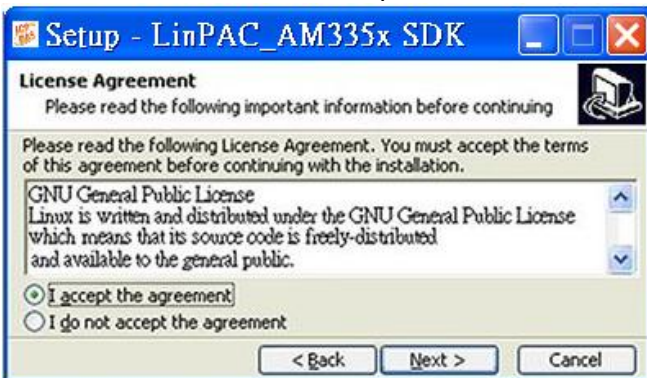 Setup - LinPAC_AM335x SDK
License Agreement
Please read the following important information before continuing
Please read the following License Agreement. You must accept the terms
of this agreement before continuing with the installation.
GNU General Public License
Linux is written and distributed under the GNU General Public License
which means that its source code is freely-distributed
and available to the general public.
I accept the agreement
I do not accept the agreement
< Back Next > Cancel